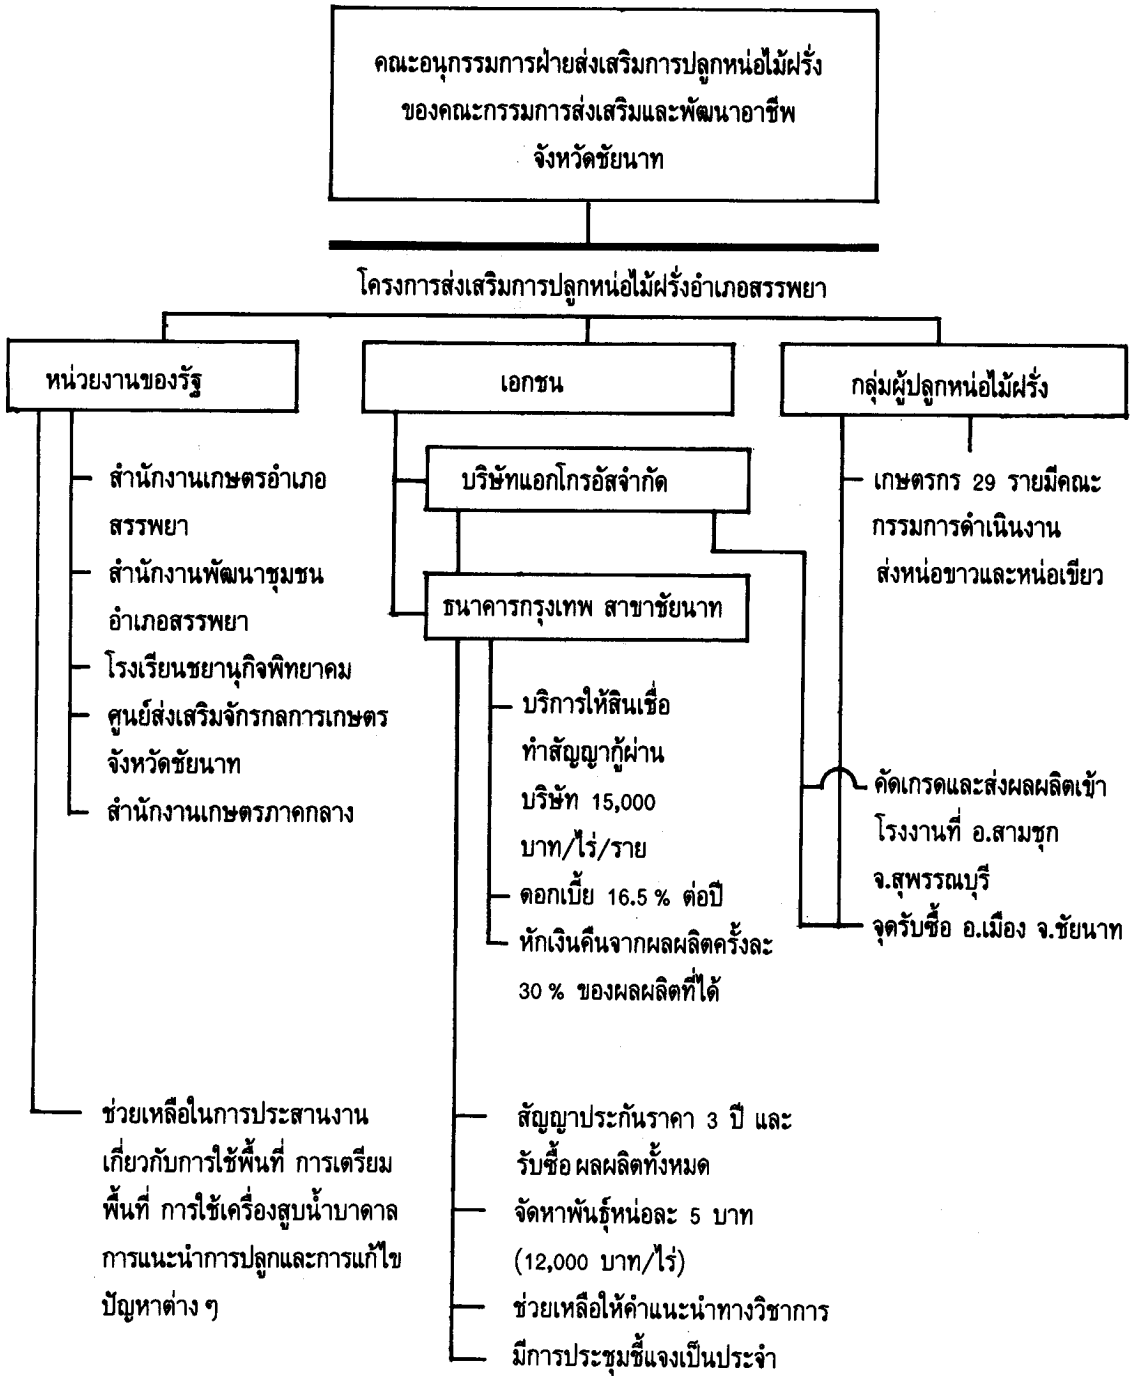 คณะอนุกรรมการฝ่ายส่งเสริมการปลูกหน่อไม้ฝรั่ง
ของคณะกรรมการส่งเสริมและพัฒนาอาชีพ
จังหวัดชัยนาท
โครงการส่งเสริมการปลูกหน่อไม้ฝรั่งอำเภอสรรพยา
หน่วยงานของรัฐ
สำนักงานเกษตรอำเภอ
สรรพยา
สำนักงานพัฒนาชุมชน
อำเภอสรรพยา
โรงเรียนชยานุกิจพิทยาคม
ศูนย์ส่งเสริมจักรกลการเกษตร
จังหวัดชัยนาท
สำนักงานเกษตรภาคกลาง
ช่วยเหลือในการประสานงาน
เกี่ยวกับการใช้พื้นที่ การเตรียม
พื้นที่ การใช้เครื่องสูบน้ำบาดาล
การแนะนำการปลูกและการแก้ไข
ปัญหาต่าง ๆ
เอกชน
บริษัทแอกโกรอัสจำกัด
ธนาคารกรุงเทพ สาขาชัยนาท
บริการให้สินเชื่อ
ทำสัญญากู้ผ่าน
บริษัท 15,000
บาท/ไร่/ราย
ดอกเบี้ย 16.5 % ต่อปี
หักเงินคืนจากผลผลิตครั้งละ
30 % ของผลผลิตที่ได้
สัญญาประกันราคา 3 ปี และ
รับซื้อ ผลผลิตทั้งหมด
จัดหาพันธุ์หน่อละ 5 บาท
(12,000 บาท/ไร่)
ช่วยเหลือให้คำแนะนำทางวิชาการ
มีการประชุมชี้แจงเป็นประจำ
กลุ่มผู้ปลูกหน่อไม้ฝรั่ง
เกษตรกร 29 รายมีคณะ
กรรมการดำเนินงาน
ส่งหน่อขาวและหน่อเขียว
คัดเกรดและส่งผลผลิตเข้า
โรงงานที่ อ.สามชุก
จ.สุพรรณบุรี
จุดรับซื้อ อ.เมือง จ.ชัยนาท